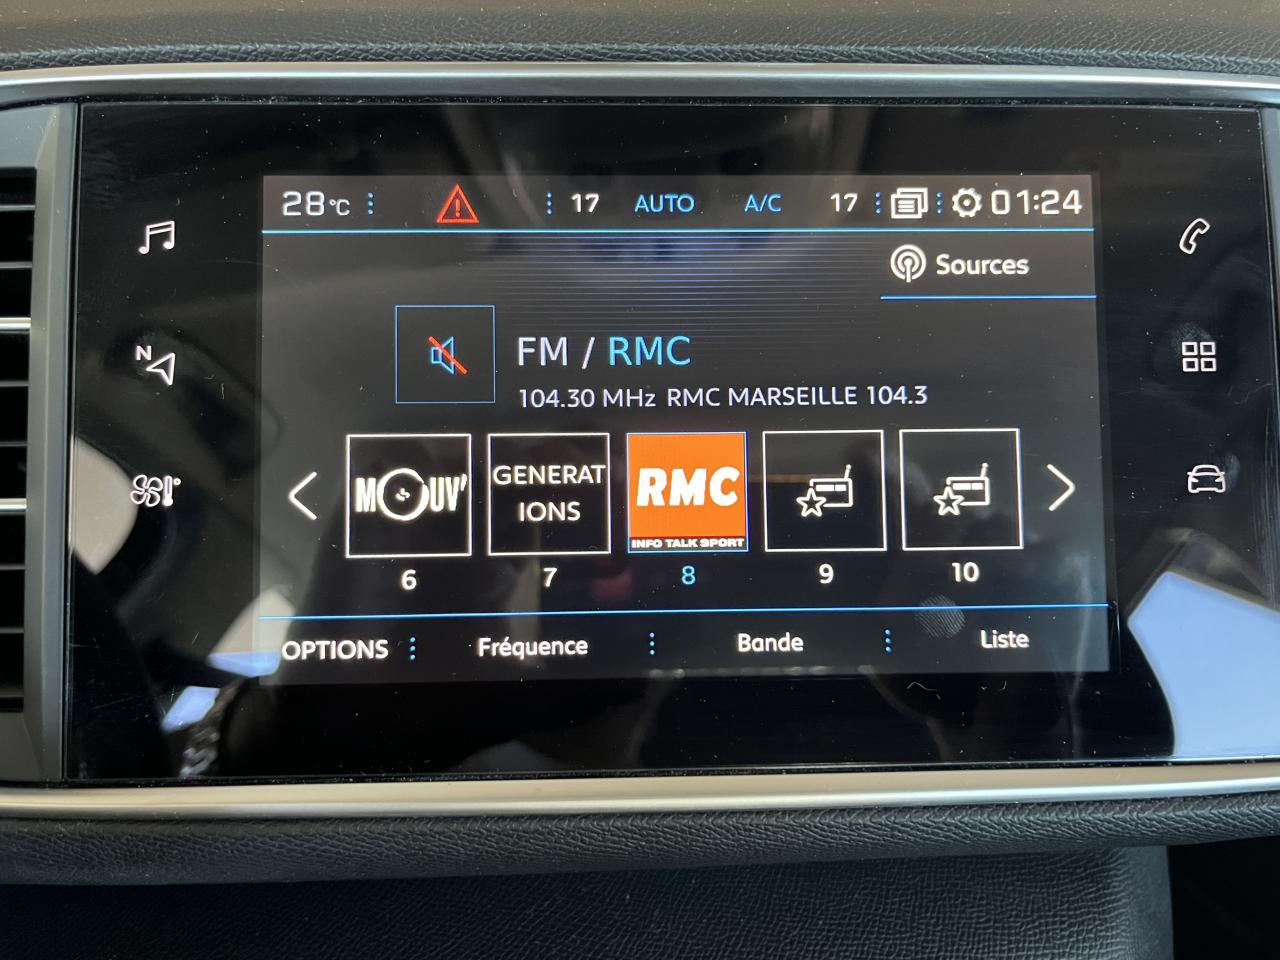 28°C 17 AUTO A/C 17 01:24
Sources
N
FM / RMC
104.30 MHz RMC MARSEILLE 104.3
MOUV'
GENERAT
IONS
RMC
INFO TALK SPORT
6 7 8 9 10
OPTIONS Fréquence Bande Liste